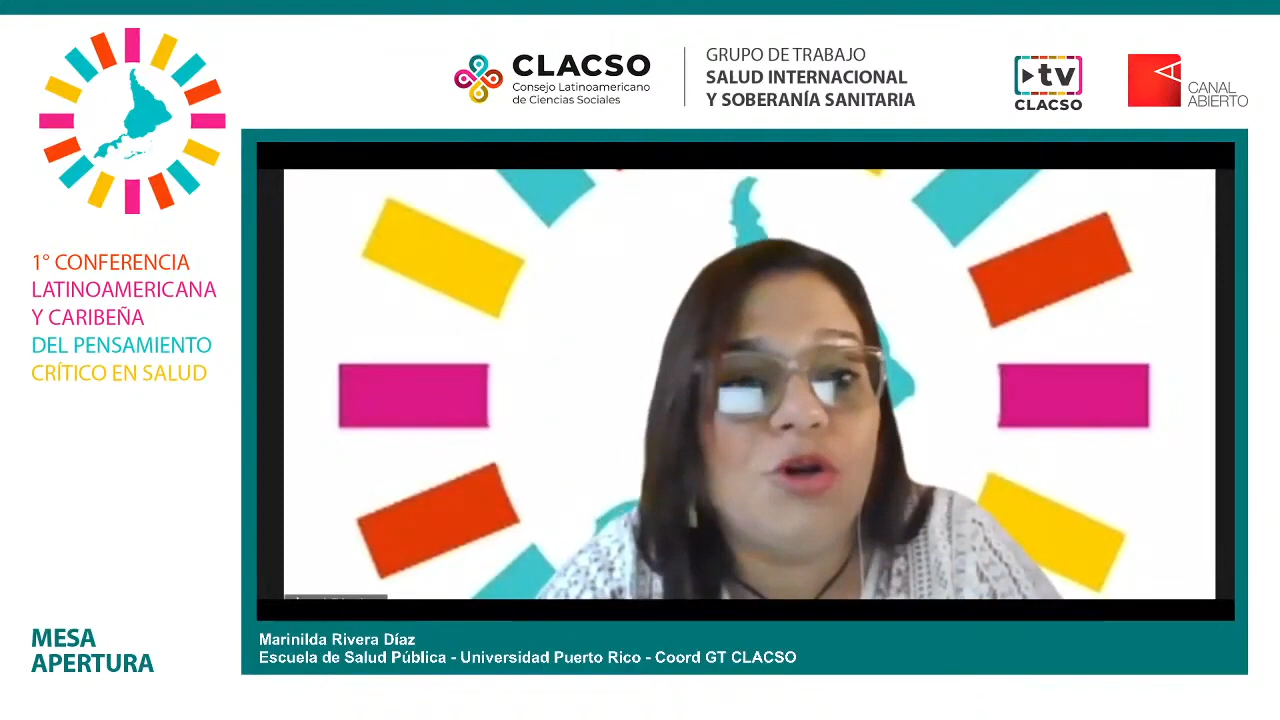 CLACSO
Consejo Latinoamericano
de Ciencias Sociales
GRUPO DE TRABAJO
SALUD INTERNACIONAL
Y SOBERANÍA SANITARIA
tv
CLACSO
CANAL
ABIERTO
1° CONFERENCIA
LATINOAMERICANA
Y CARIBEÑA
DEL PENSAMIENTO
CRÍTICO EN SALUD
MESA
APERTURA
Marinilda Rivera Díaz
Escuela de Salud Pública - Universidad Puerto Rico - Coord GT CLACSO